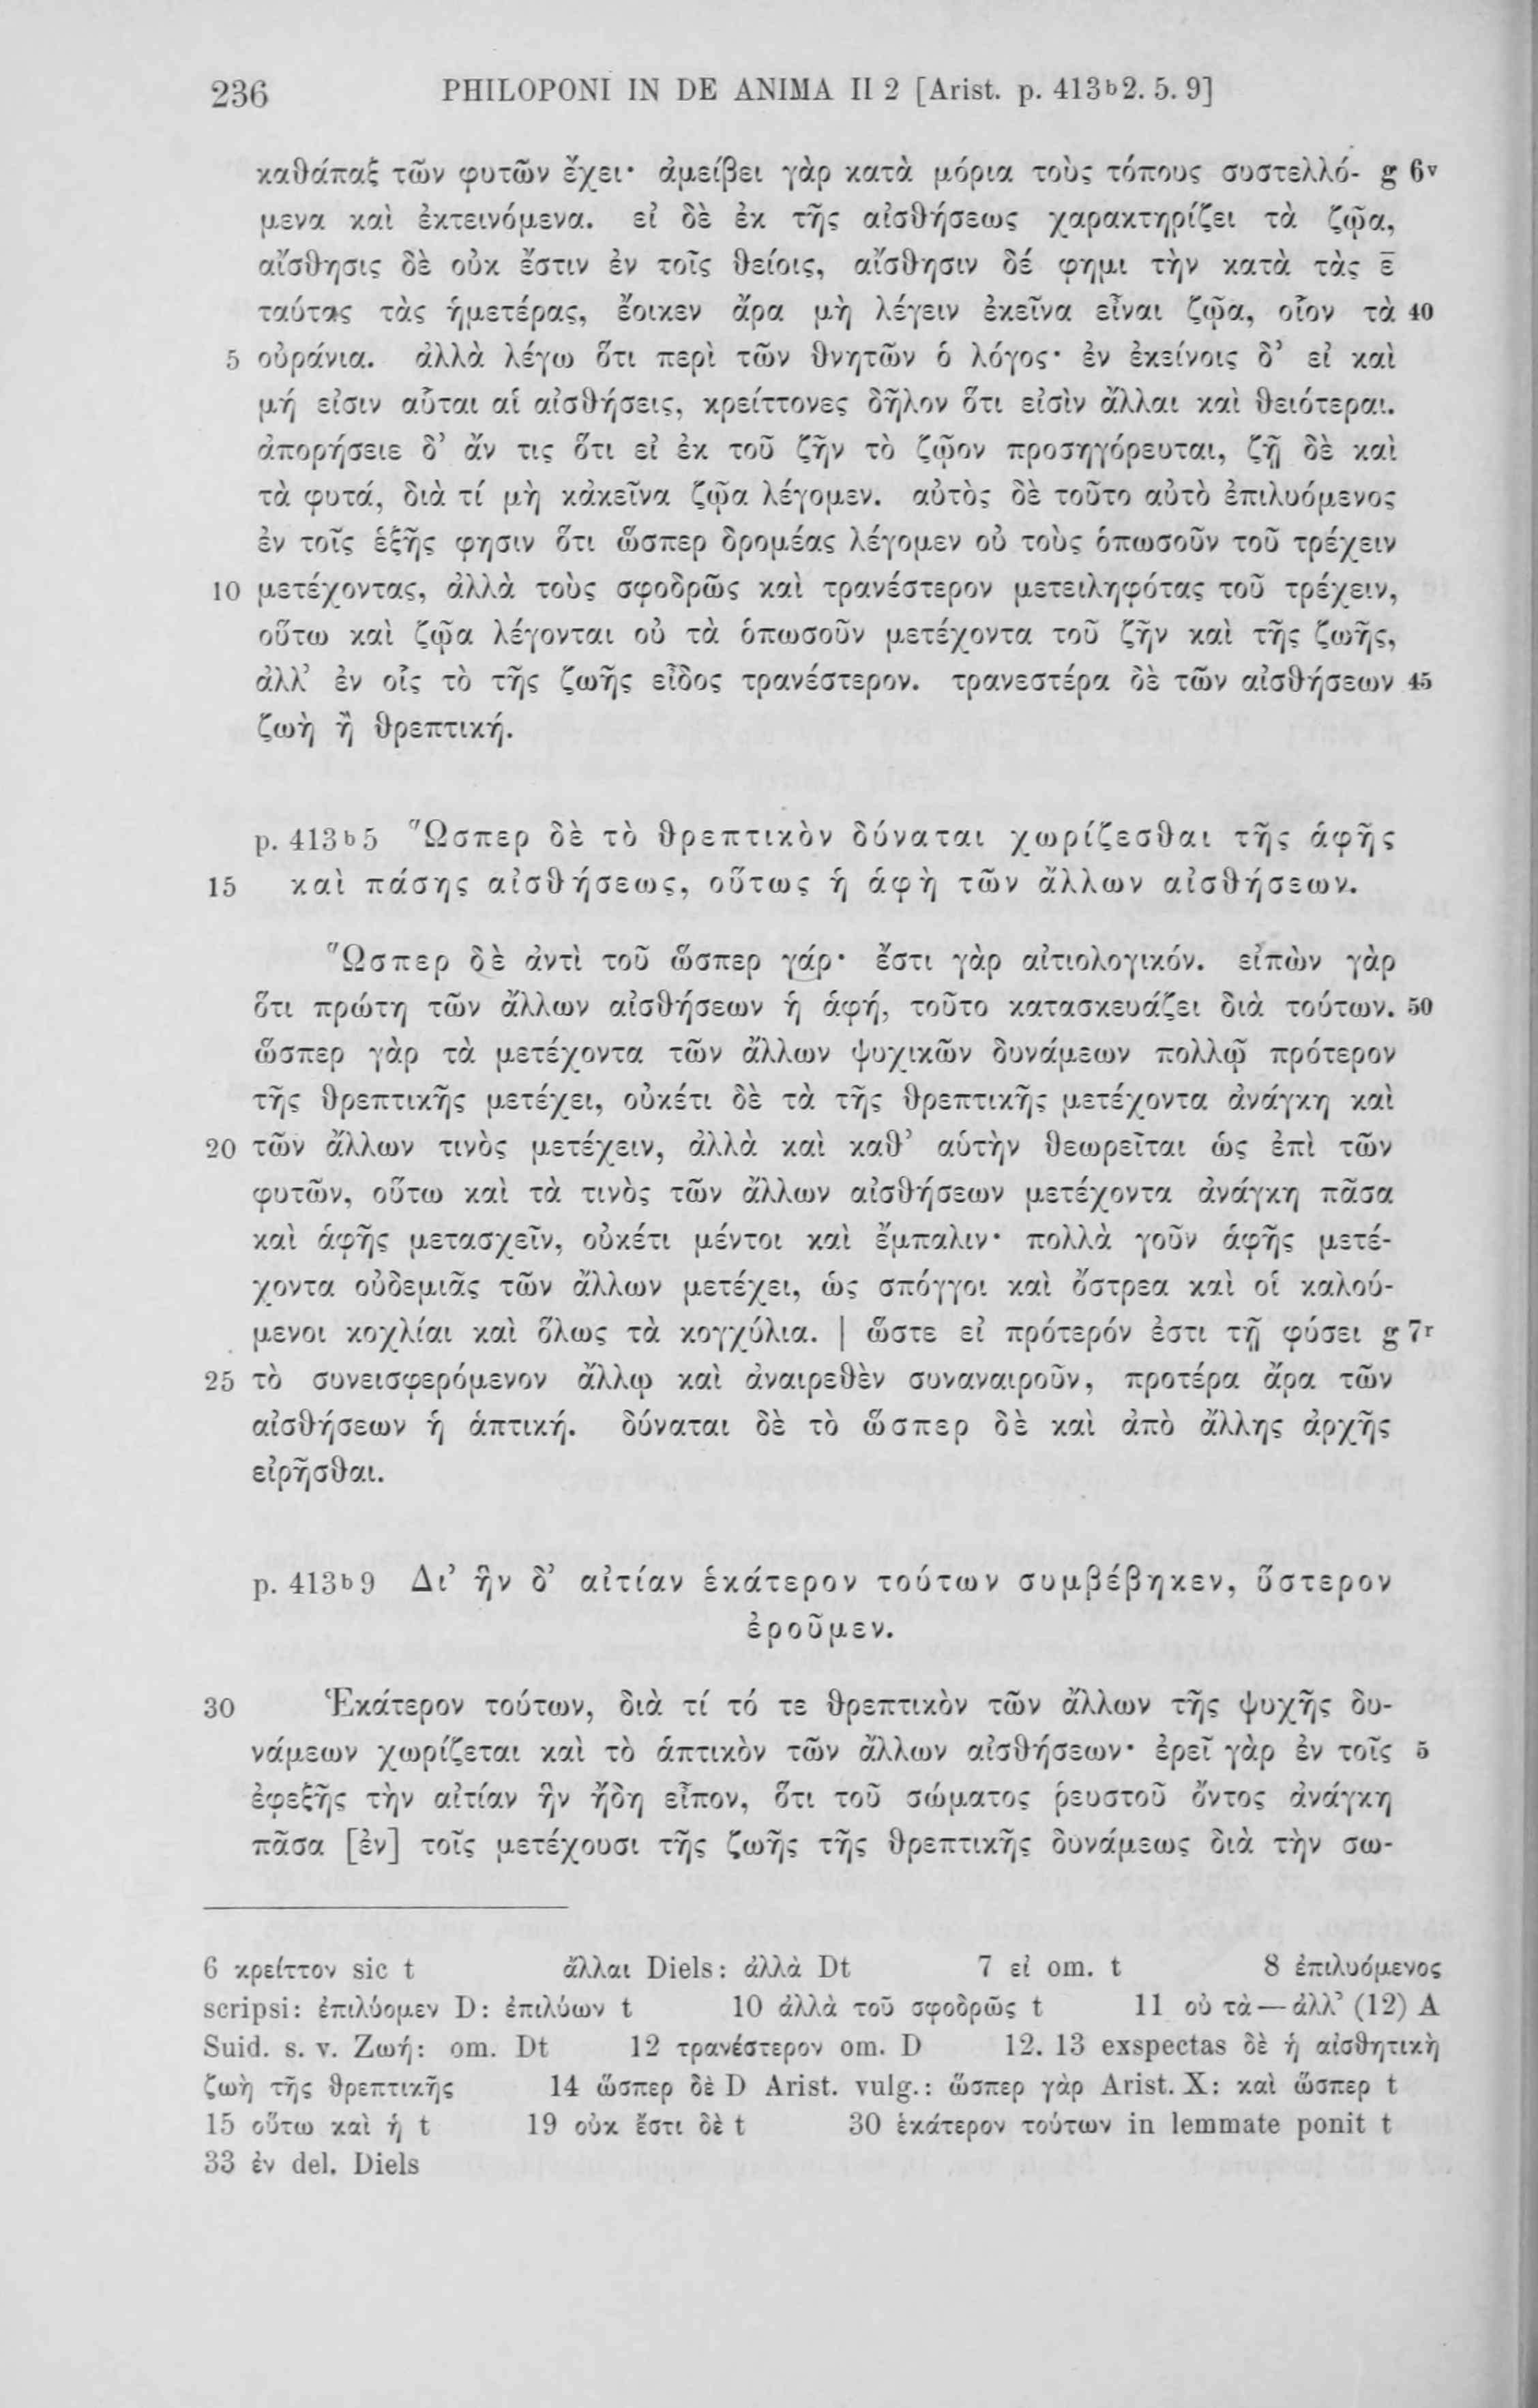 236 PHILOPONI IN DE ANIMA II 2 [Arist. p. 413b2. 5. 9]
καθάπαξ τῶν φυτῶν ἔχει· ἀμείβει γὰρ κατὰ μόρια τοὺς τόπους συστελλό- g 6v
μενα καὶ ἐκτεινόμενα. εἰ δὲ ἐκ τῆς αἰσθήσεως χαρακτηρίζει τὰ ζῷα,
αἴσθησις δὲ οὐκ ἔστιν ἐν τοῖς θείοις, αἴσθησιν δέ φημι τὴν κατὰ τὰς ε̄
ταύτας τὰς ἡμετέρας, ἔοικεν ἄρα μὴ λέγειν ἐκεῖνα εἶναι ζῷα, οἷον τὰ 40
5 οὐράνια. ἀλλὰ λέγω ὅτι περὶ τῶν θνητῶν ὁ λόγος· ἐν ἐκείνοις δ’ εἰ καὶ
μή εἰσιν αὗται αἱ αἰσθήσεις, κρείττονες δῆλον ὅτι εἰσὶν ἄλλαι καὶ θειότεραι.
ἀπορήσειε δ’ ἄν τις ὅτι εἰ ἐκ τοῦ ζῆν τὸ ζῷον προσηγόρευται, ζῇ δὲ καὶ
τὰ φυτά, διὰ τί μὴ κἀκεῖνα ζῷα λέγομεν. αὐτὸς δὲ τοῦτο αὐτὸ ἐπιλυόμενος
ἐν τοῖς ἑξῆς φησιν ὅτι ὥσπερ δρομέας λέγομεν οὐ τοὺς ὁπωσοῦν τοῦ τρέχειν
10 μετέχοντας, ἀλλὰ τοὺς σφοδρῶς καὶ τρανέστερον μετειληφότας τοῦ τρέχειν,
οὕτω καὶ ζῷα λέγονται οὐ τὰ ὁπωσοῦν μετέχοντα τοῦ ζῆν καὶ τῆς ζωῆς,
ἀλλ’ ἐν οἷς τὸ τῆς ζωῆς εἶδος τρανέστερον. τρανεστέρα δὲ τῶν αἰσθήσεων 45
ζωὴ ἢ θρεπτική.
p. 413b5 Ὥσπερ δὲ τὸ θρεπτικὸν δύναται χωρίζεσθαι τῆς ἁφῆς
15 καὶ πάσης αἰσθήσεως, οὕτως ἡ ἁφὴ τῶν ἄλλων αἰσθήσεων.
Ὥσπερ δὲ ἀντὶ τοῦ ὥσπερ γάρ· ἔστι γὰρ αἰτιολογικόν. εἰπὼν γὰρ
ὅτι πρώτη τῶν ἄλλων αἰσθήσεων ἡ ἁφή, τοῦτο κατασκευάζει διὰ τούτων. 50
ὥσπερ γὰρ τὰ μετέχοντα τῶν ἄλλων ψυχικῶν δυνάμεων πολλῷ πρότερον
τῆς θρεπτικῆς μετέχει, οὐκέτι δὲ τὰ τῆς θρεπτικῆς μετέχοντα ἀνάγκη καὶ
20 τῶν ἄλλων τινὸς μετέχειν, ἀλλὰ καὶ καθ’ αὑτὴν θεωρεῖται ὡς ἐπὶ τῶν
φυτῶν, οὕτω καὶ τὰ τινὸς τῶν ἄλλων αἰσθήσεων μετέχοντα ἀνάγκη πᾶσα
καὶ ἁφῆς μετασχεῖν, οὐκέτι μέντοι καὶ ἔμπαλιν· πολλὰ γοῦν ἁφῆς μετέ-
χοντα οὐδεμιᾶς τῶν ἄλλων μετέχει, ὡς σπόγγοι καὶ ὄστρεα καὶ οἱ καλού-
μενοι κοχλίαι καὶ ὅλως τὰ κογχύλια. | ὥστε εἰ πρότερόν ἐστι τῇ φύσει g 7r
25 τὸ συνεισφερόμενον ἄλλῳ καὶ ἀναιρεθὲν συναναιροῦν, προτέρα ἄρα τῶν
αἰσθήσεων ἡ ἁπτική. δύναται δὲ τὸ ὥσπερ δὲ καὶ ἀπὸ ἄλλης ἀρχῆς
εἰρῆσθαι.
p. 413b9 Δι’ ἣν δ’ αἰτίαν ἑκάτερον τούτων συμβέβηκεν, ὕστερον
ἐροῦμεν.
30 Ἑκάτερον τούτων, διὰ τί τό τε θρεπτικὸν τῶν ἄλλων τῆς ψυχῆς δυ-
νάμεων χωρίζεται καὶ τὸ ἁπτικὸν τῶν ἄλλων αἰσθήσεων· ἐρεῖ γὰρ ἐν τοῖς 5
ἐφεξῆς τὴν αἰτίαν ἣν ἤδη εἶπον, ὅτι τοῦ σώματος ῥευστοῦ ὄντος ἀνάγκη
πᾶσα [ἐν] τοῖς μετέχουσι τῆς ζωῆς τῆς θρεπτικῆς δυνάμεως διὰ τὴν σω-
6 κρείττον sic t ἄλλαι Diels: ἀλλὰ Dt 7 εἰ om. t 8 ἐπιλυόμενος
scripsi: ἐπιλύομεν D: ἐπιλύων t 10 ἀλλὰ τοῦ σφοδρῶς t 11 οὐ τὰ — ἀλλ’ (12) A
Suid. s. v. Ζωή: om. Dt 12 τρανέστερον om. D 12. 13 exspectas δὲ ἡ αἰσθητικὴ
ζωὴ τῆς θρεπτικῆς 14 ὥσπερ δὲ D Arist. vulg.: ὥσπερ γὰρ Arist. X: καὶ ὥσπερ t
15 οὕτω καὶ ἡ t 19 οὐκ ἔστι δὲ t 30 ἑκάτερον τούτων in lemmate ponit t
33 ἐν del. Diels